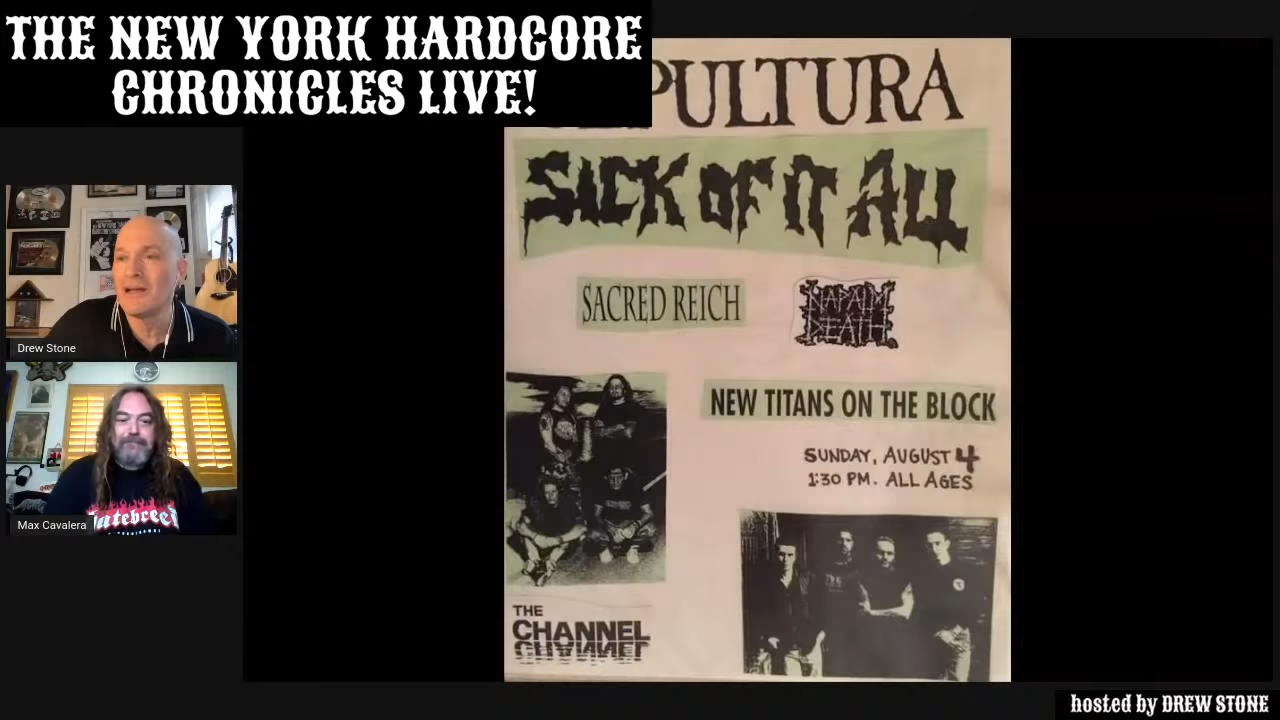 THE NEW YORK HARDCORE
CHRONICLES LIVE!
PULTURA
SICK OF IT ALL
SACRED REICH
NAPALM
DEATH
NEW TITANS ON THE BLOCK
SUNDAY, AUGUST 4
1:30 PM. ALL AGES
Drew Stone
Max Cavalera
atebree
THE
CHANNEL
hosted by DREW STONE